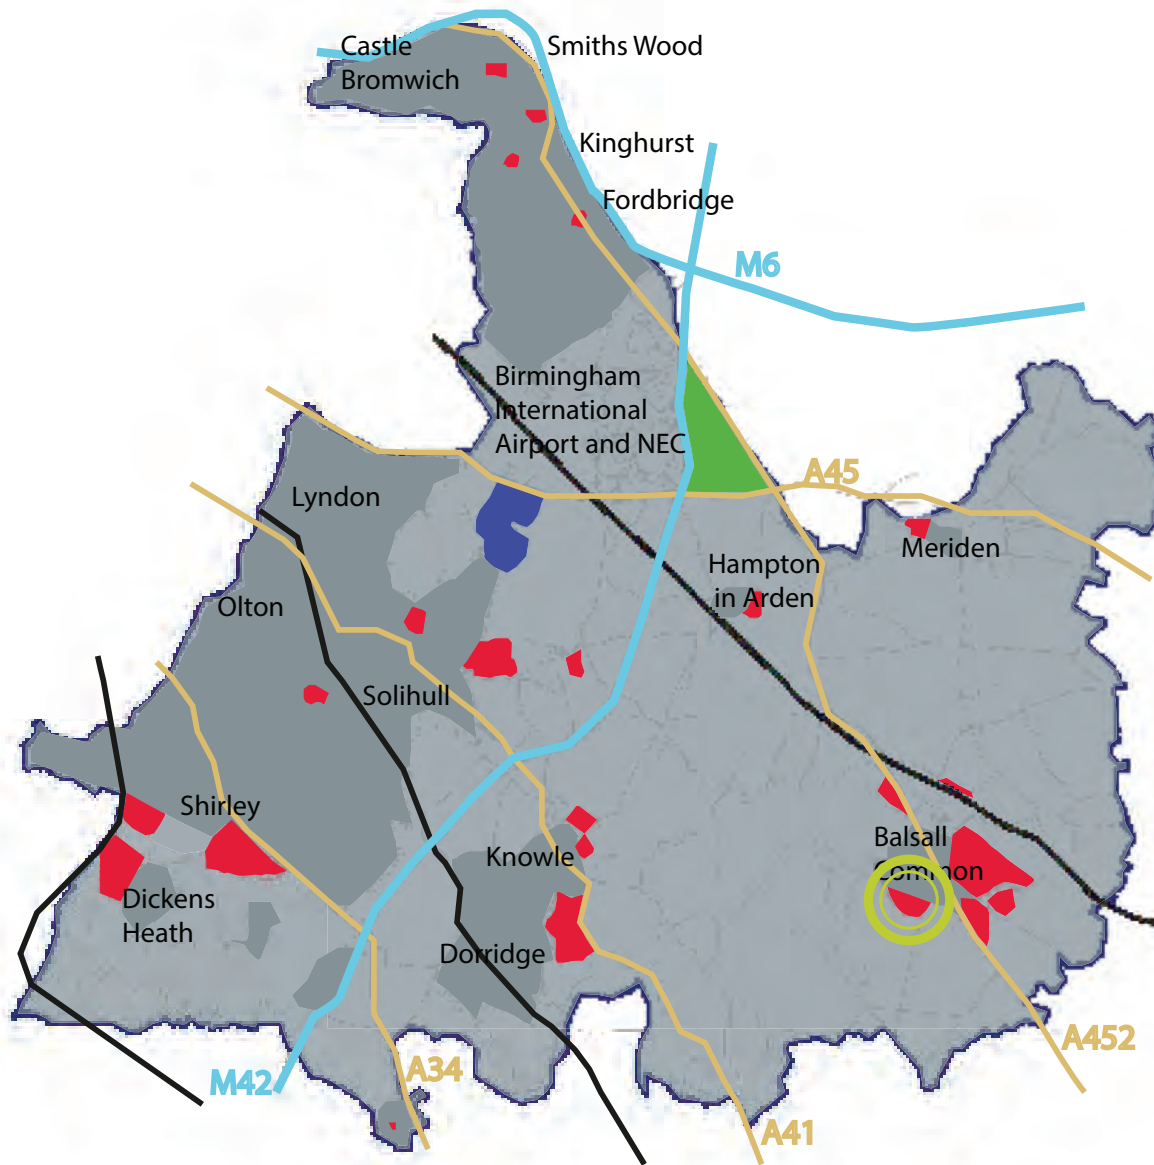 Castle
Bromwich
Smiths Wood
Kinghurst
Fordbridge
M6
Birmingham
International
Airport and NEC
A45
Lyndon
Meriden
Hampton
in Arden
Olton
Solihull
Shirley
Knowle
Balsall
Common
Dickens
Heath
Dorridge
A452
M42
A34
A41